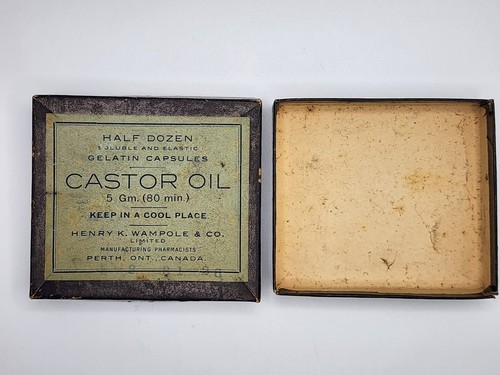 HALF DOZEN
SOLUBLE AND ELASTIC
GELATIN CAPSULES
CASTOR OIL
5 Gm. (80 min.)
KEEP IN A COOL PLACE
HENRY K. WAMPOLE & CO.
LIMITED
MANUFACTURING PHARMACISTS
PERTH, ONT., CANADA.